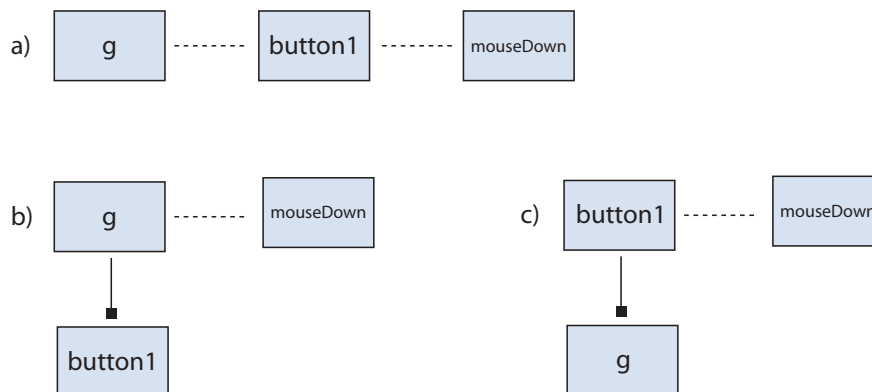 a) g button1 mouseDown
b) g mouseDown
button1
c) button1 mouseDown
g